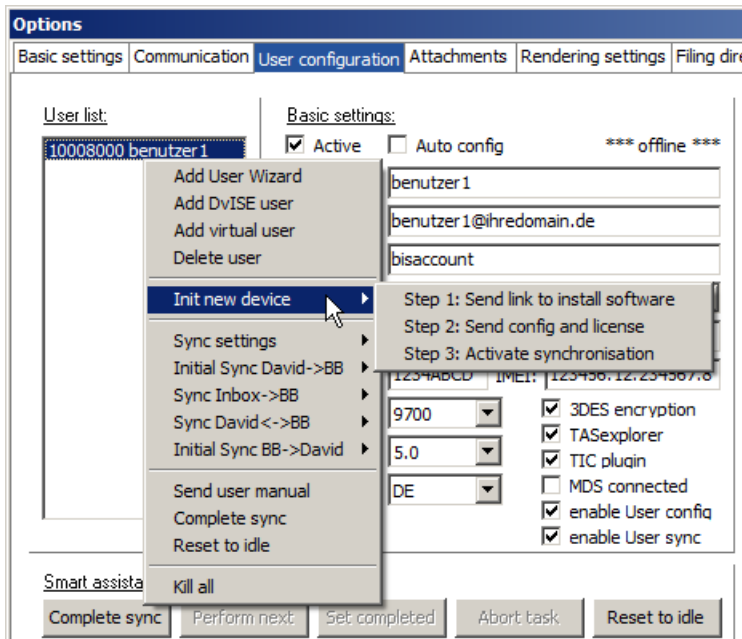 Options
Basic settings Communication User configuration Attachments Rendering settings Filing dire
User list:
10008000 benutzer1
Basic settings:
Active Auto config *** offline ***
benutzer1
benutzer1@ihredomain.de
bisaccount
Add User Wizard
Add DvISE user
Add virtual user
Delete user
Init new device
Sync settings
Initial Sync David->BB
Sync Inbox->BB
Sync David<->BB
Initial Sync BB->David
Send user manual
Complete sync
Reset to idle
Kill all
Step 1: Send link to install software
Step 2: Send config and license
Step 3: Activate synchronisation
1234ABCD IMEI: 123456.12.234567.8
9700
5.0
DE
3DES encryption
TASexplorer
TIC plugin
MDS connected
enable User config
enable User sync
Smart assista
Complete sync Perform next Set completed Abort task Reset to idle